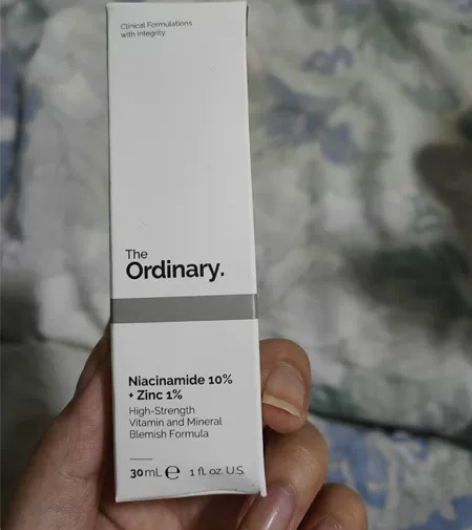 Clinical Formulations
with Integrity.
The
Ordinary.
Niacinamide 10%
+ Zinc 1%
High-Strength
Vitamin and Mineral
Blemish Formula
30 mL ℮ 1 fl. oz. U.S.